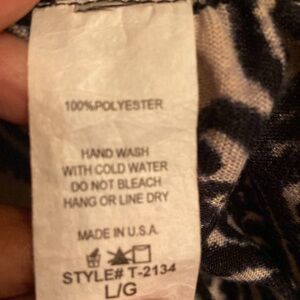 100%POLYESTER
HAND WASH
WITH COLD WATER
DO NOT BLEACH
HANG OR LINE DRY
MADE IN U.S.A.
STYLE# T-2134
L/G